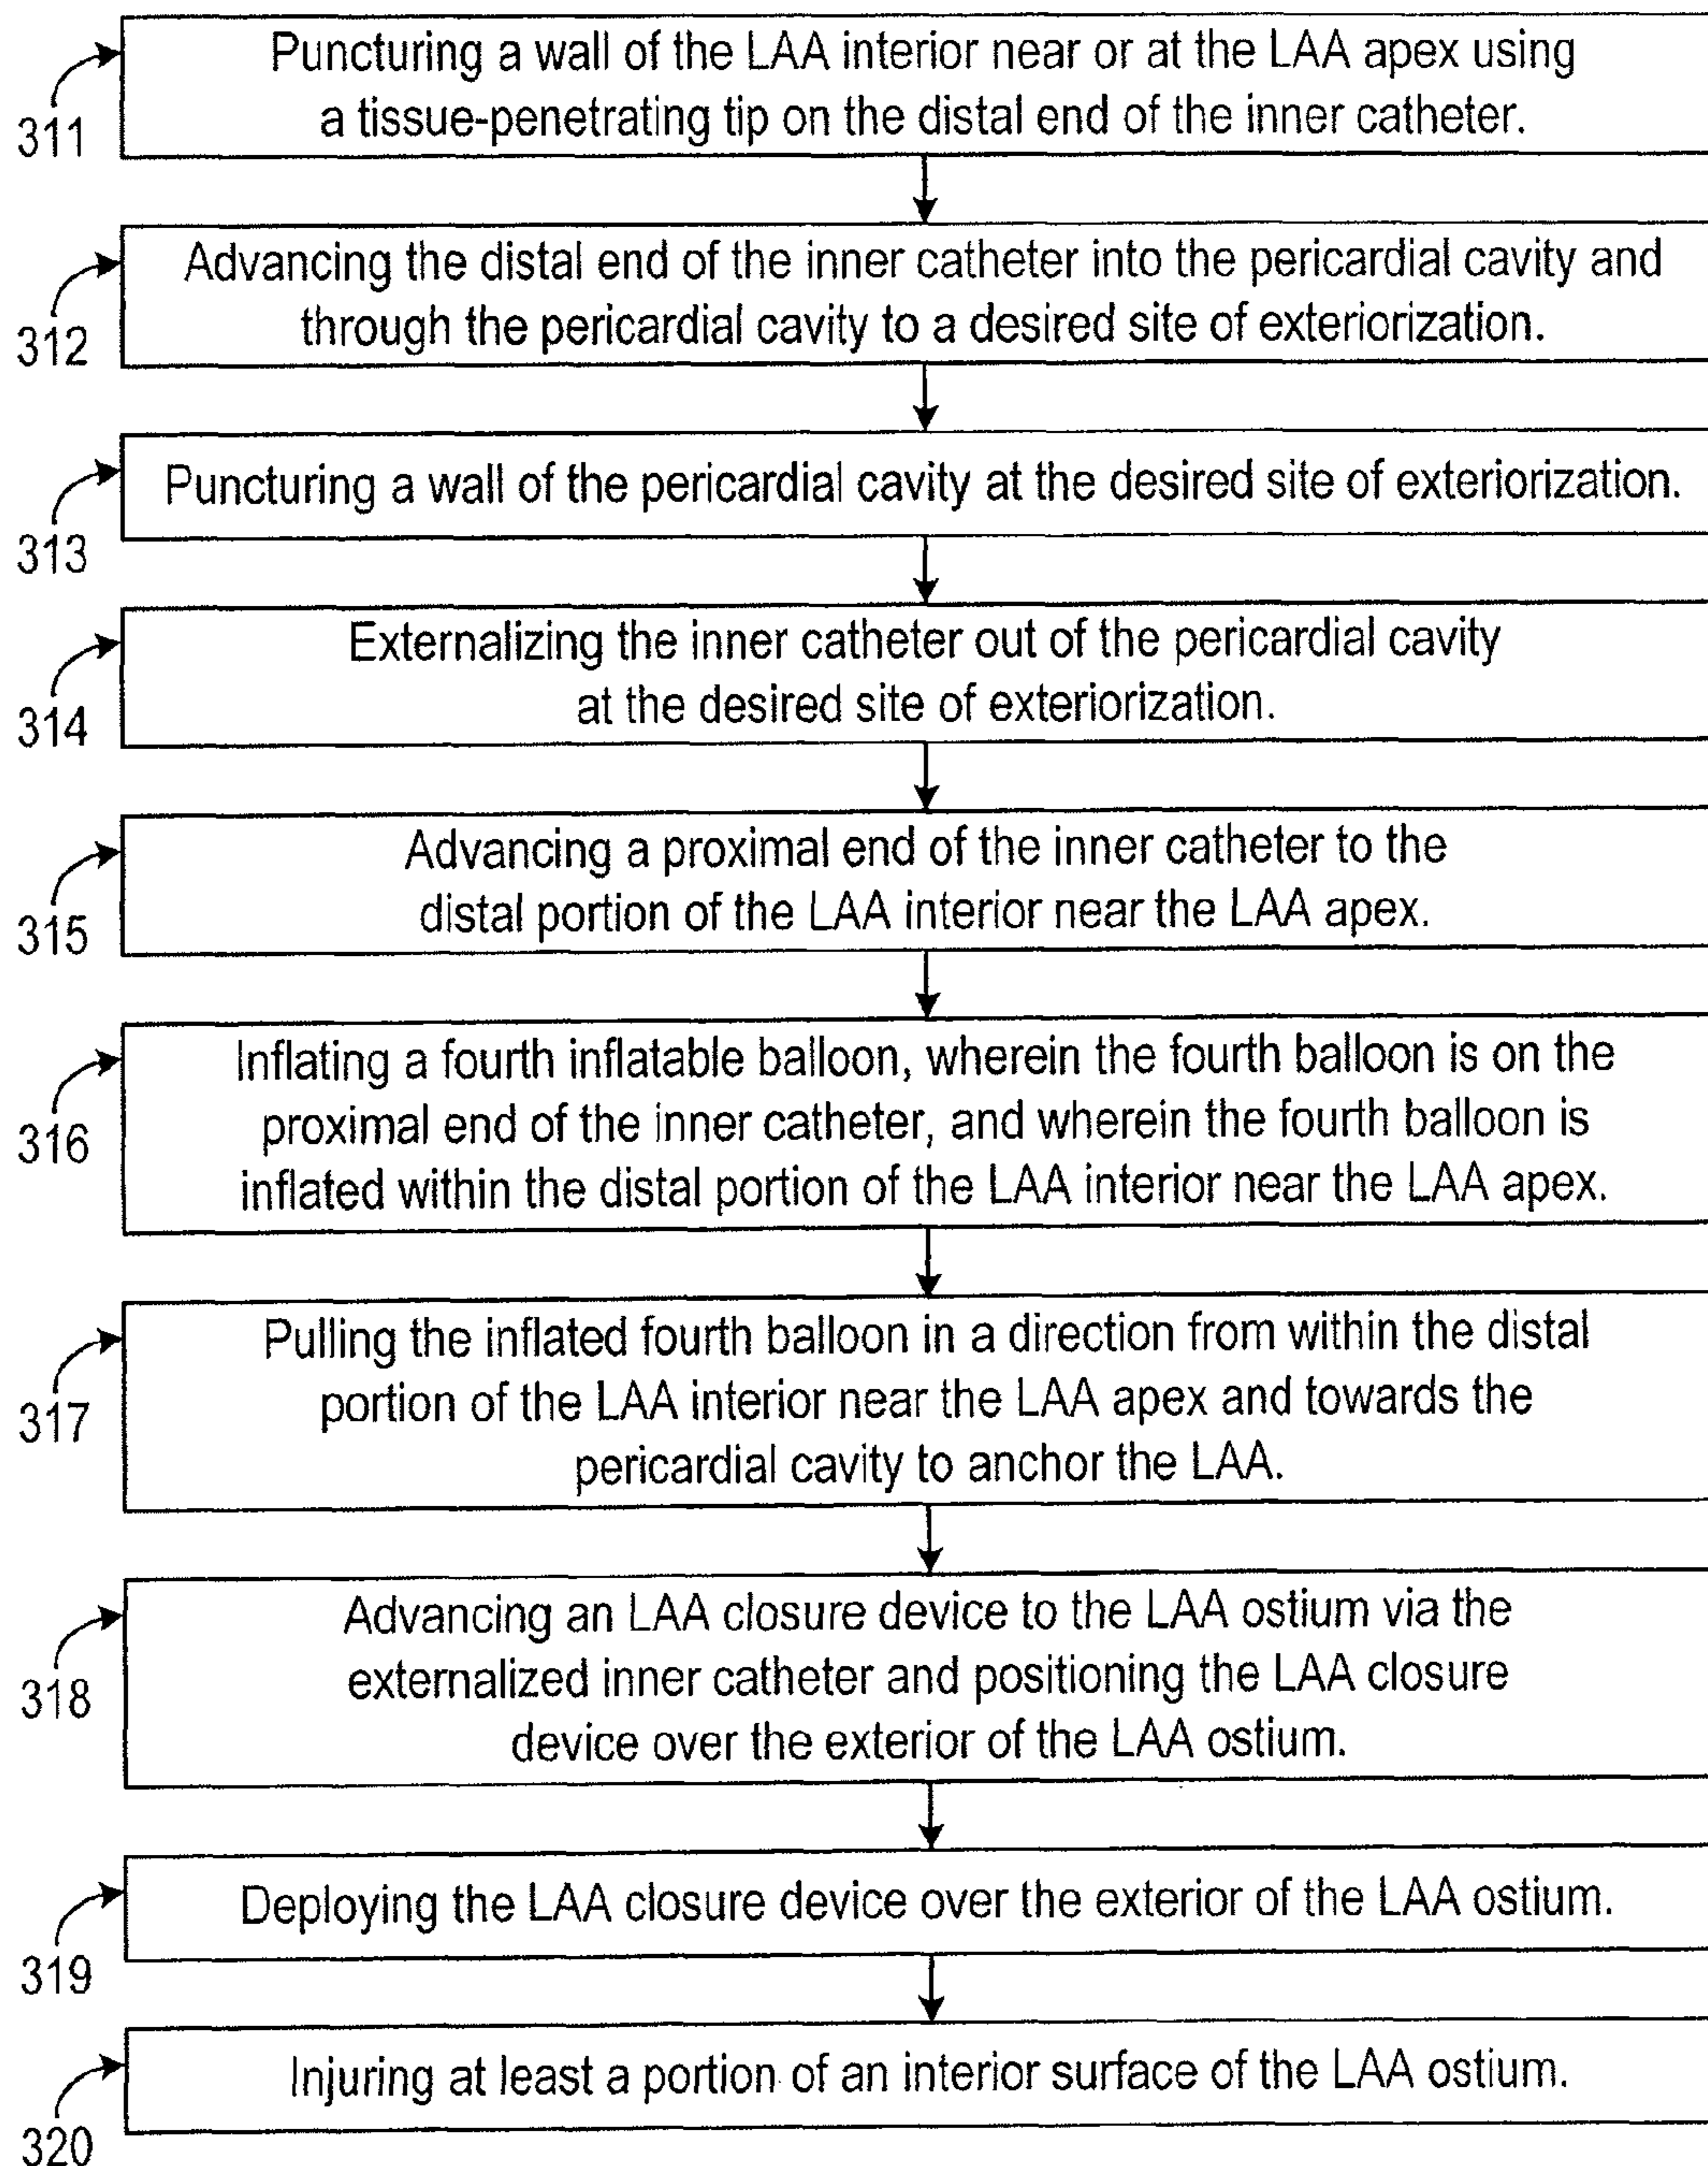 Puncturing a wall of the LAA interior near or at the LAA apex using
a tissue-penetrating tip on the distal end of the inner catheter.
311
Advancing the distal end of the inner catheter into the pericardial cavity and
through the pericardial cavity to a desired site of exteriorization.
312
Puncturing a wall of the pericardial cavity at the desired site of exteriorization.
313
Externalizing the inner catheter out of the pericardial cavity
at the desired site of exteriorization.
314
Advancing a proximal end of the inner catheter to the
distal portion of the LAA interior near the LAA apex.
315
Inflating a fourth inflatable balloon, wherein the fourth balloon is on the
proximal end of the inner catheter, and wherein the fourth balloon is
inflated within the distal portion of the LAA interior near the LAA apex.
316
Pulling the inflated fourth balloon in a direction from within the distal
portion of the LAA interior near the LAA apex and towards the
pericardial cavity to anchor the LAA.
317
Advancing an LAA closure device to the LAA ostium via the
externalized inner catheter and positioning the LAA closure
device over the exterior of the LAA ostium.
318
Deploying the LAA closure device over the exterior of the LAA ostium.
319
Injuring at least a portion of an interior surface of the LAA ostium.
320